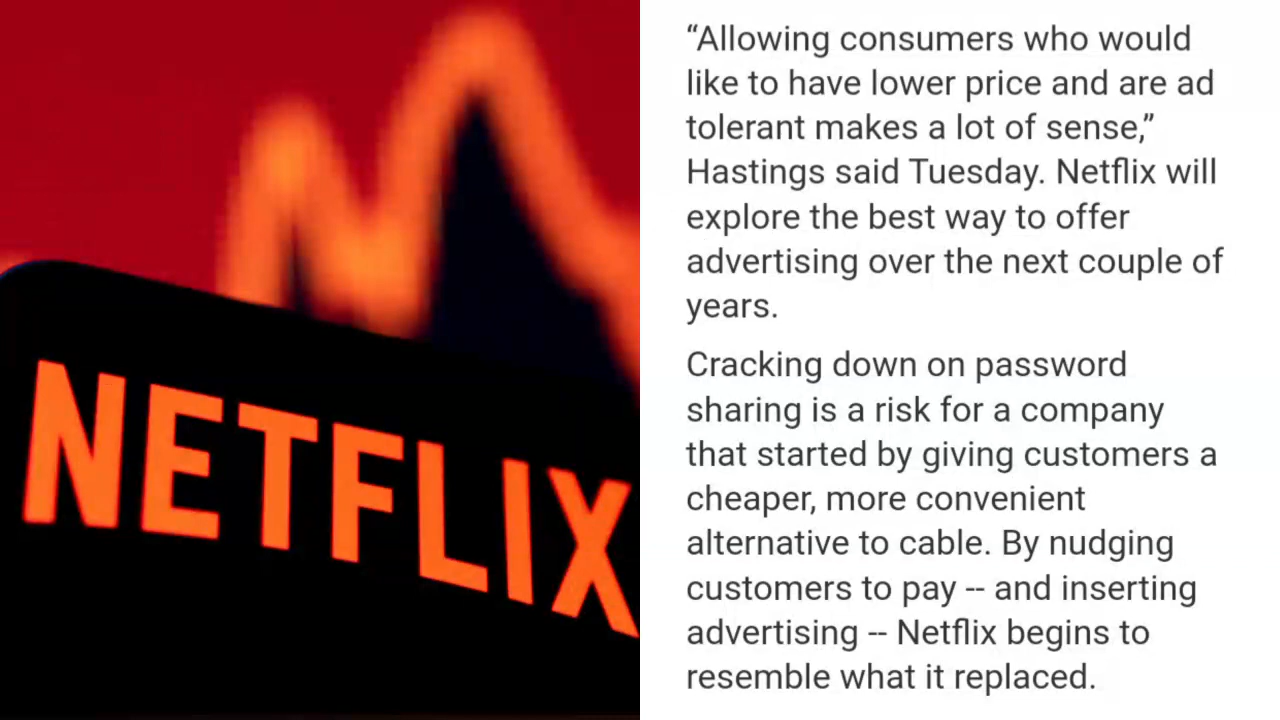 NETFLIX
“Allowing consumers who would
like to have lower price and are ad
tolerant makes a lot of sense,”
Hastings said Tuesday. Netflix will
explore the best way to offer
advertising over the next couple of
years.
Cracking down on password
sharing is a risk for a company
that started by giving customers a
cheaper, more convenient
alternative to cable. By nudging
customers to pay -- and inserting
advertising -- Netflix begins to
resemble what it replaced.